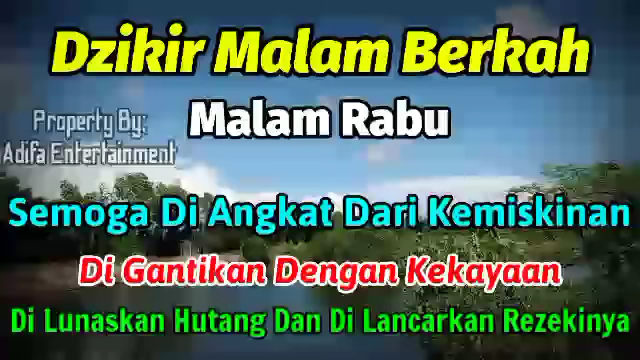 Dzikir Malam Berkah
Malam Rabu
Property By:
Adifa Entertainment
Semoga Di Angkat Dari Kemiskinan
Di Gantikan Dengan Kekayaan
Di Lunaskan Hutang Dan Di Lancarkan Rezekinya